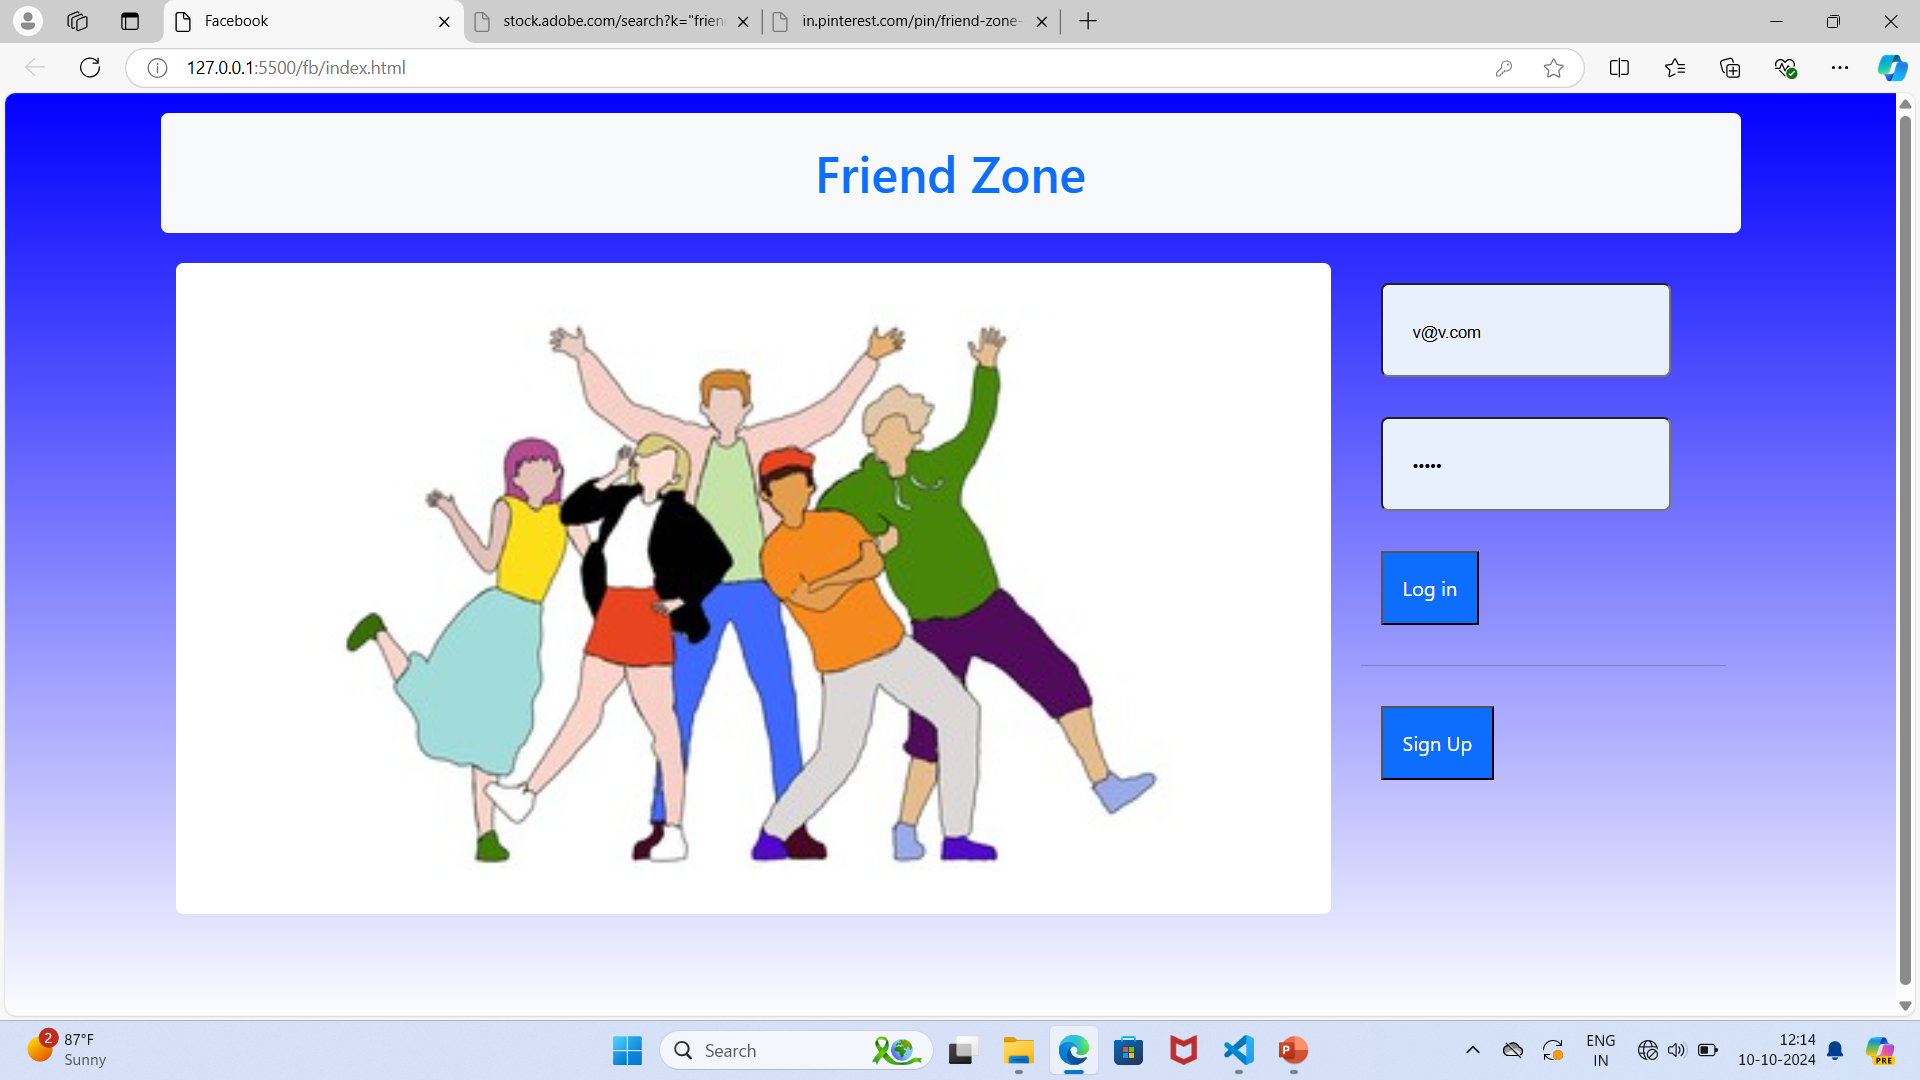 Facebook
stock.adobe.com/search?k="frien
in.pinterest.com/pin/friend-zone-
127.0.0.1:5500/fb/index.html
Friend Zone
v@v.com
•••••
Log in
Sign Up
2
87°F
Sunny
Search
ENG
IN
12:14
10-10-2024
PRE